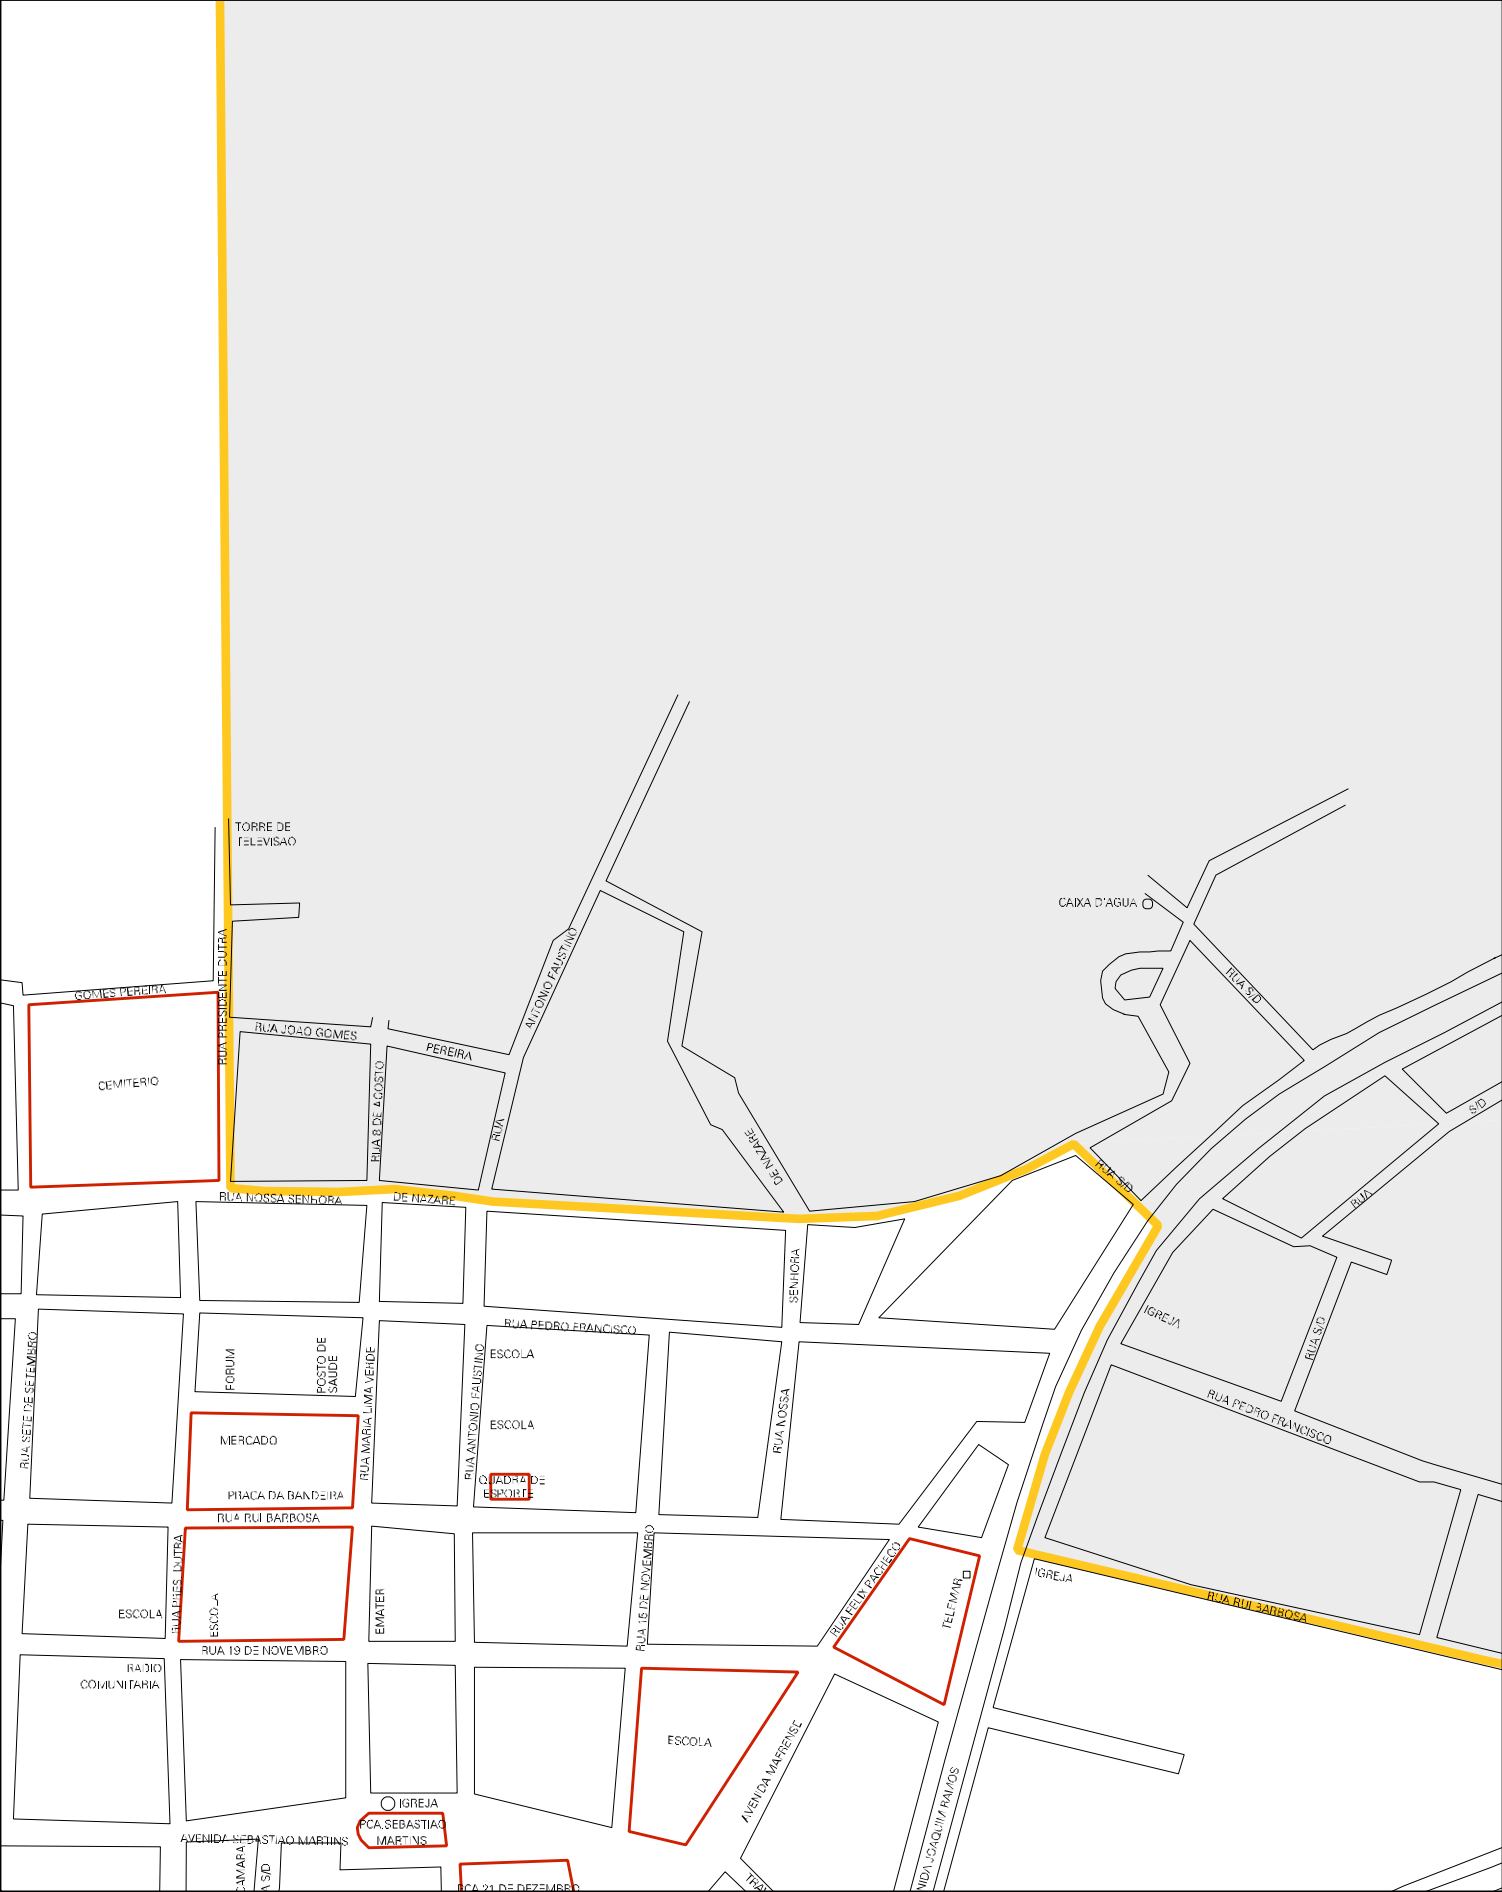 TORRE DE
TELEVISAO
CAIXA D'AGUA
RUA PRESIDENTE DUTRA
ANTONIO FAUSTINO
RUA S/D
GOMES PEREIRA
RUA JOAO GOMES
PEREIRA
CEMITERIO
RUA 8 DE AGOSTO
RUA
DE NAZARE
S/D
RUA S/D
RUA
RUA NOSSA SENHORA
DE NAZARE
SENHORA
IGREJA
RUA S/D
RUA PEDRO FRANCISCO
RUA SETE DE SETEMBRO
FORUM
POSTO DE
SAUDE
RUA MARIA LIMA VERDE
RUA ANTONIO FAUSTINO
ESCOLA
RUA NOSSA
RUA PEDRO FRANCISCO
ESCOLA
MERCADO
QUADRA DE
ESPORTE
PRACA DA BANDEIRA
RUA RUI BARBOSA
RUA PRES. DUTRA
ESCOLA
ESCOLA
EMATER
RUA 15 DE NOVEMBRO
RUA FELIX PACHECO
TELEMAR
IGREJA
RUA RUI BARBOSA
RUA 19 DE NOVEMBRO
RADIO
COMUNITARIA
ESCOLA
AVENIDA MAFRENSE
IGREJA
PCA.SEBASTIAO
MARTINS
AVENIDA SEBASTIAO MARTINS
CAMARA
A S/D
PCA 21 DE DEZEMBRO
TRAV
NIDA JOAQUIM RAMOS